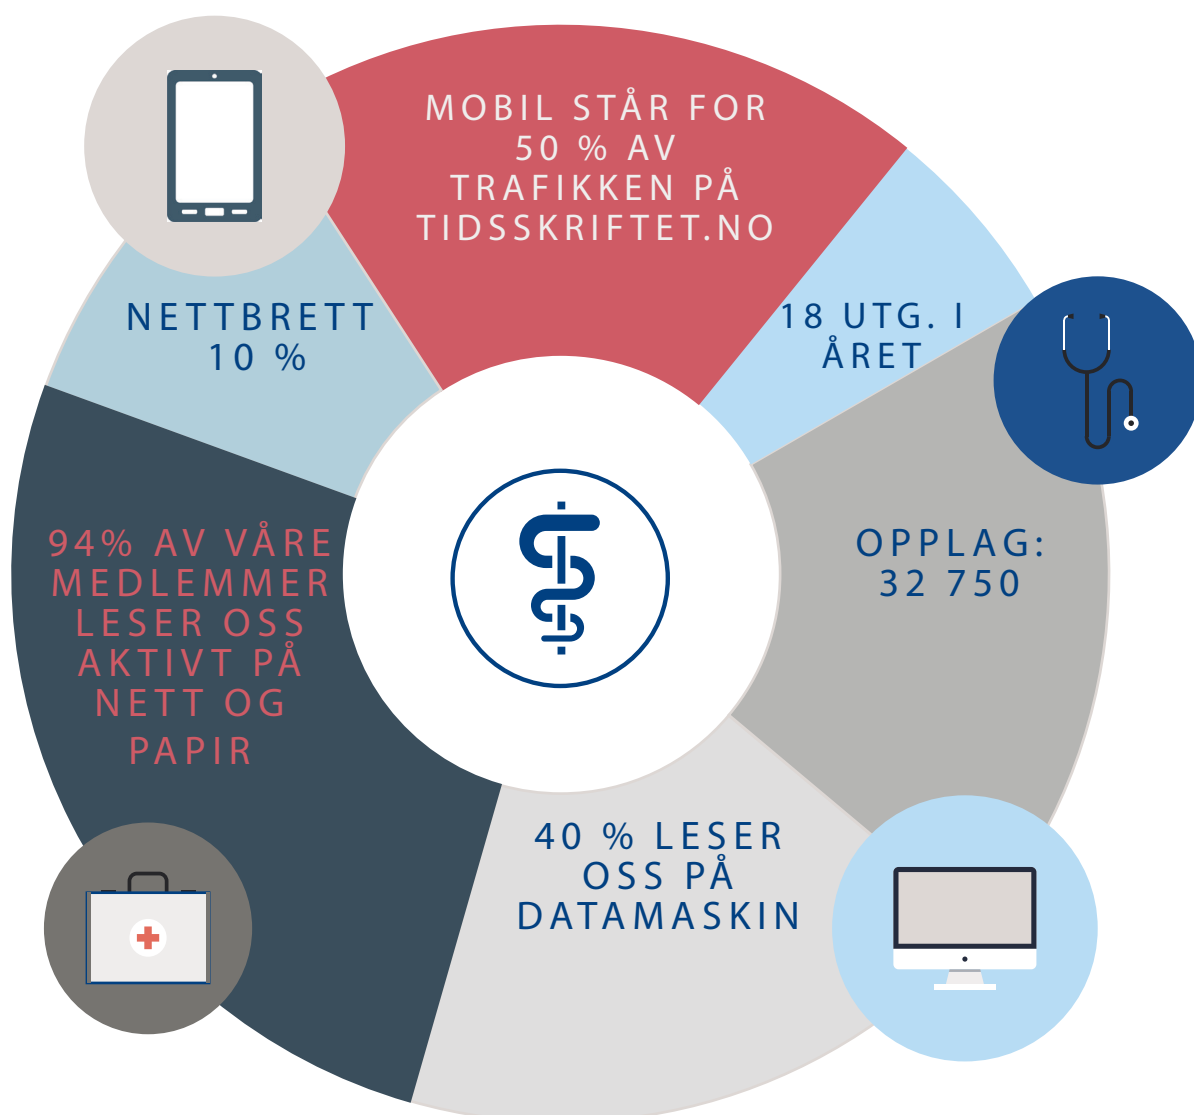 MOBIL STÅR FOR
50 % AV
TRAFIKKEN PÅ
TIDSSKRIFTET.NO
18 UTG. I
ÅRET
OPPLAG:
32 750
40 % LESER
OSS PÅ
DATAMASKIN
94% AV VÅRE
MEDLEMMER
LESER OSS
AKTIVT PÅ
NETT OG
PAPIR
NETTBRETT
10 %